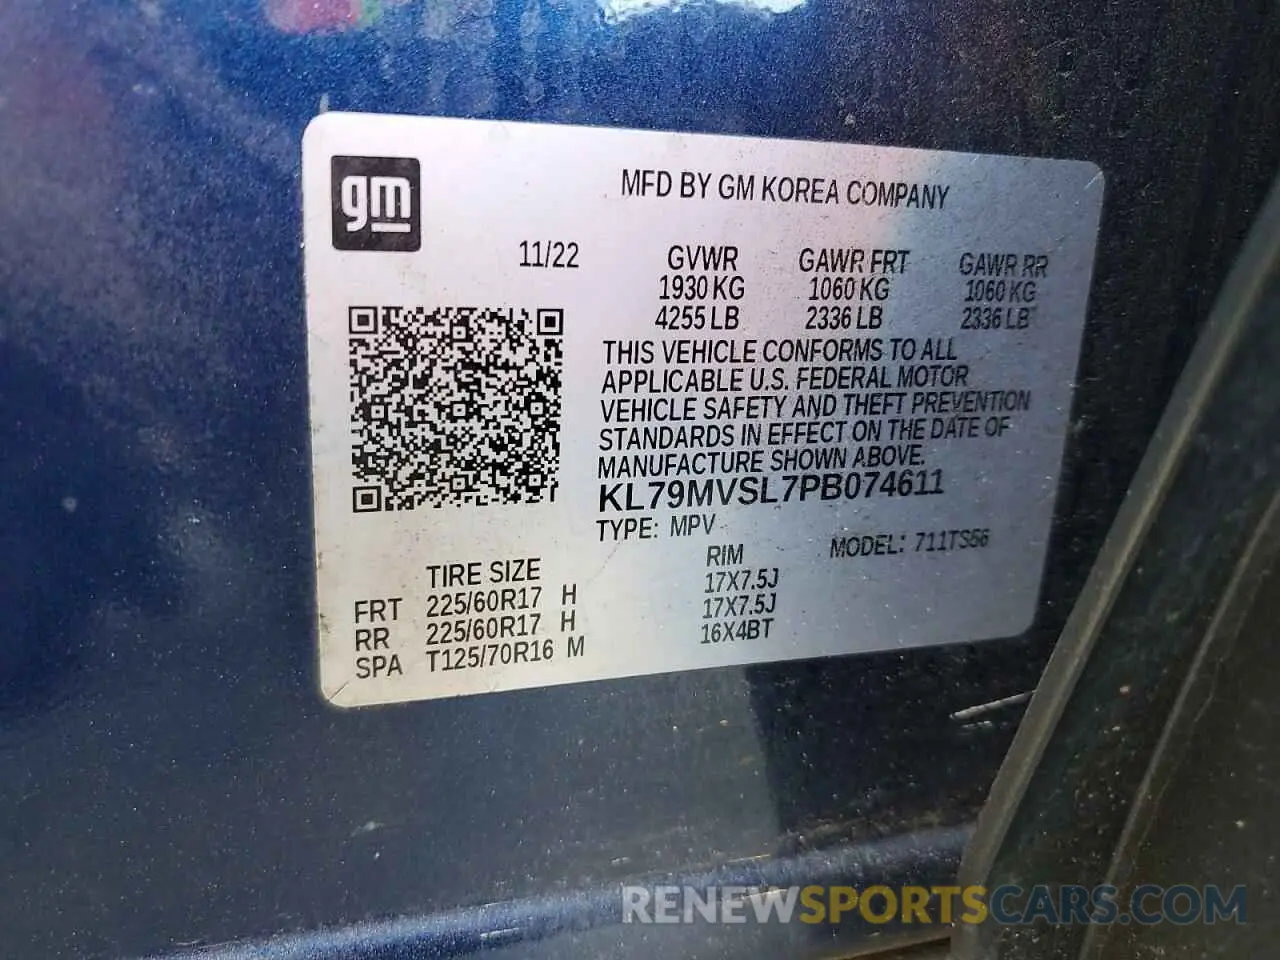 gm
MFD BY GM KOREA COMPANY
11/22 GVWR GAWR FRT GAWR RR
1930 KG 1060 KG 1060 KG
4255 LB 2336 LB 2336 LB
THIS VEHICLE CONFORMS TO ALL
APPLICABLE U.S. FEDERAL MOTOR
VEHICLE SAFETY AND THEFT PREVENTION
STANDARDS IN EFFECT ON THE DATE OF
MANUFACTURE SHOWN ABOVE.
KL79MVSL7PB074611
TYPE: MPV MODEL: 711TS56
TIRE SIZE RIM
FRT 225/60R17 H 17X7.5J
RR 225/60R17 H 17X7.5J
SPA T125/70R16 M 16X4BT
RENEWSPORTSCARS.COM